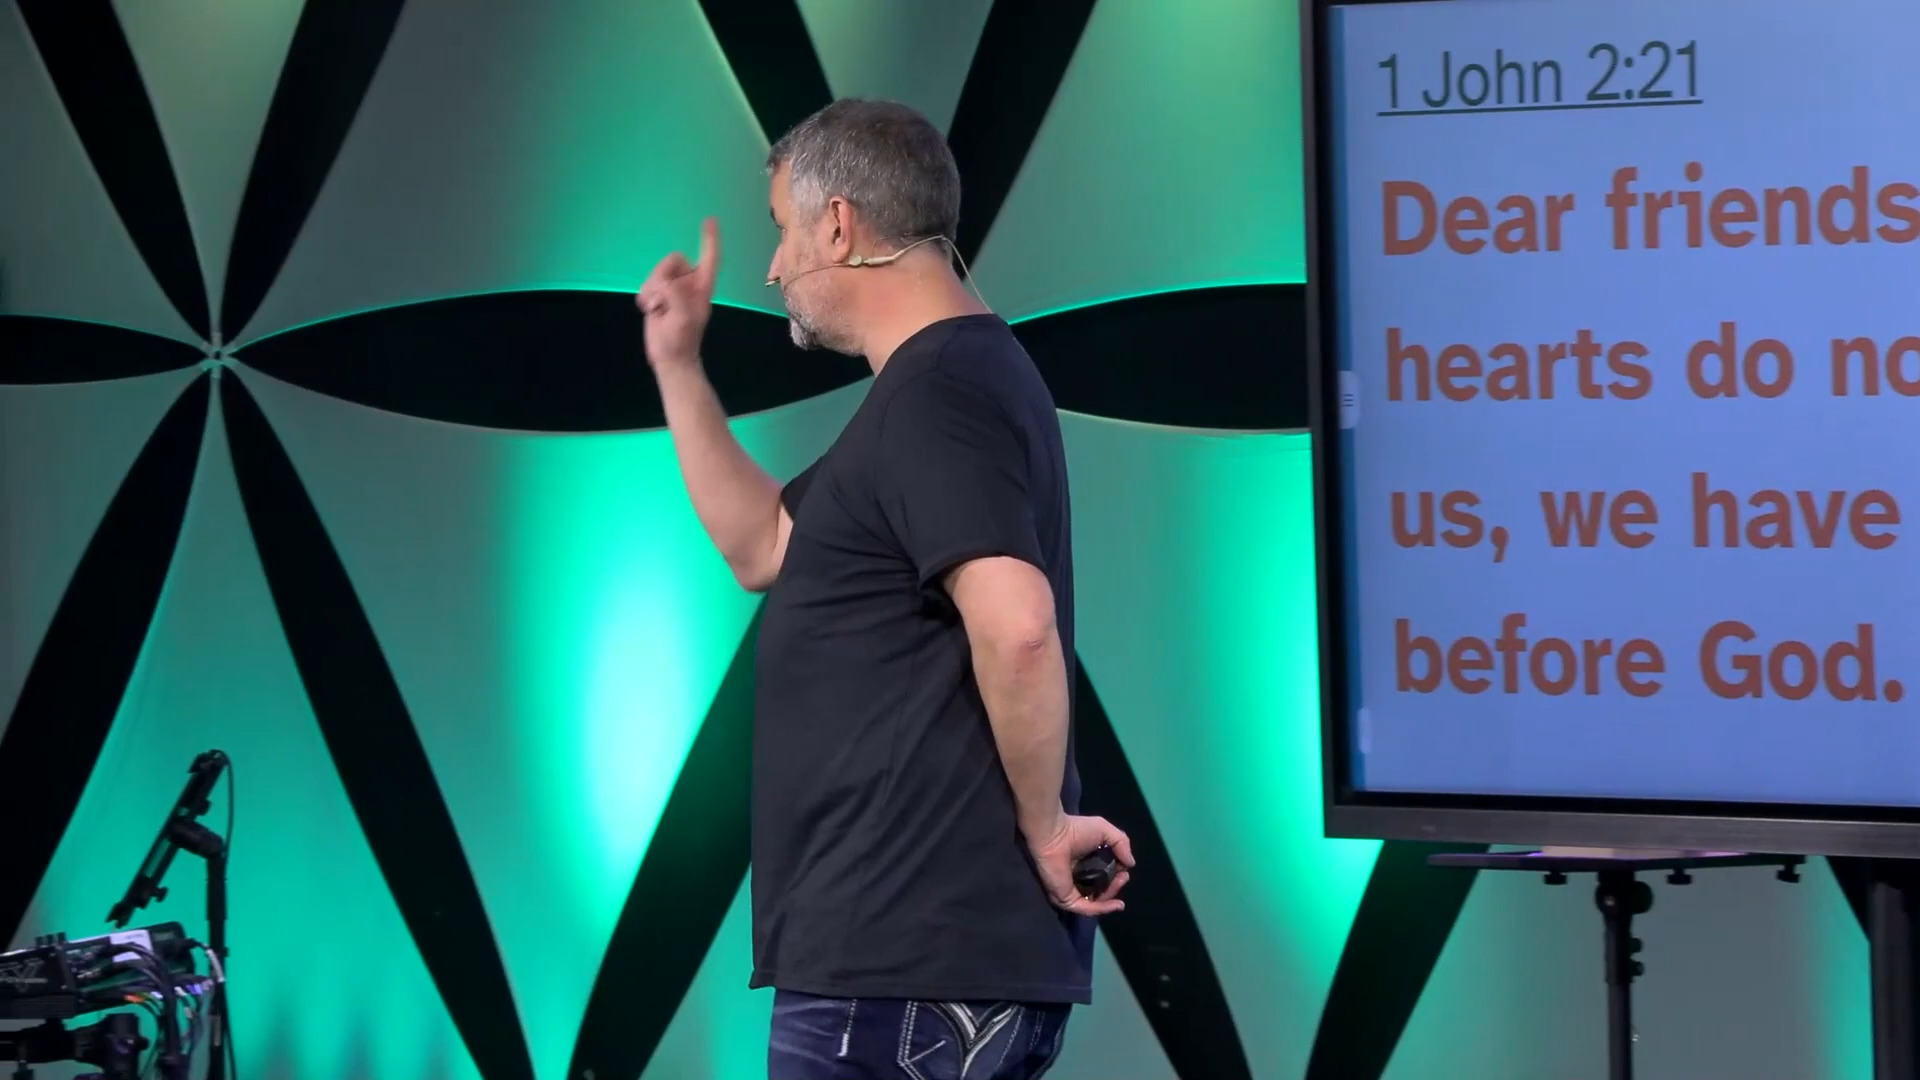 1 John 2:21
Dear friends
hearts do no
us, we have
before God.